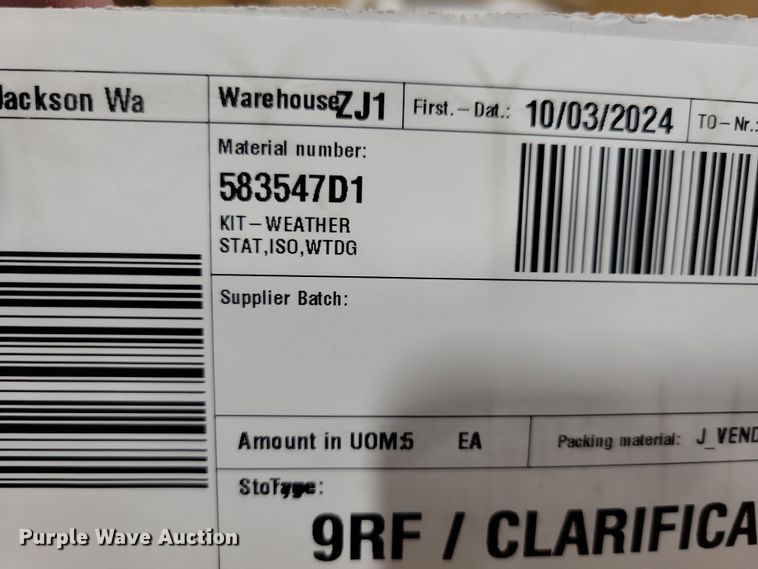 Jackson Wa
Warehouse ZJ1
First.-Dat.: 10/03/2024
TO-Nr.:
Material number:
583547D1
KIT-WEATHER
STAT,ISO,WTDG
Supplier Batch:
Amount in UOM:5 EA
Packing material: J_VEND
StoType:
9RF / CLARIFICA
Purple Wave Auction